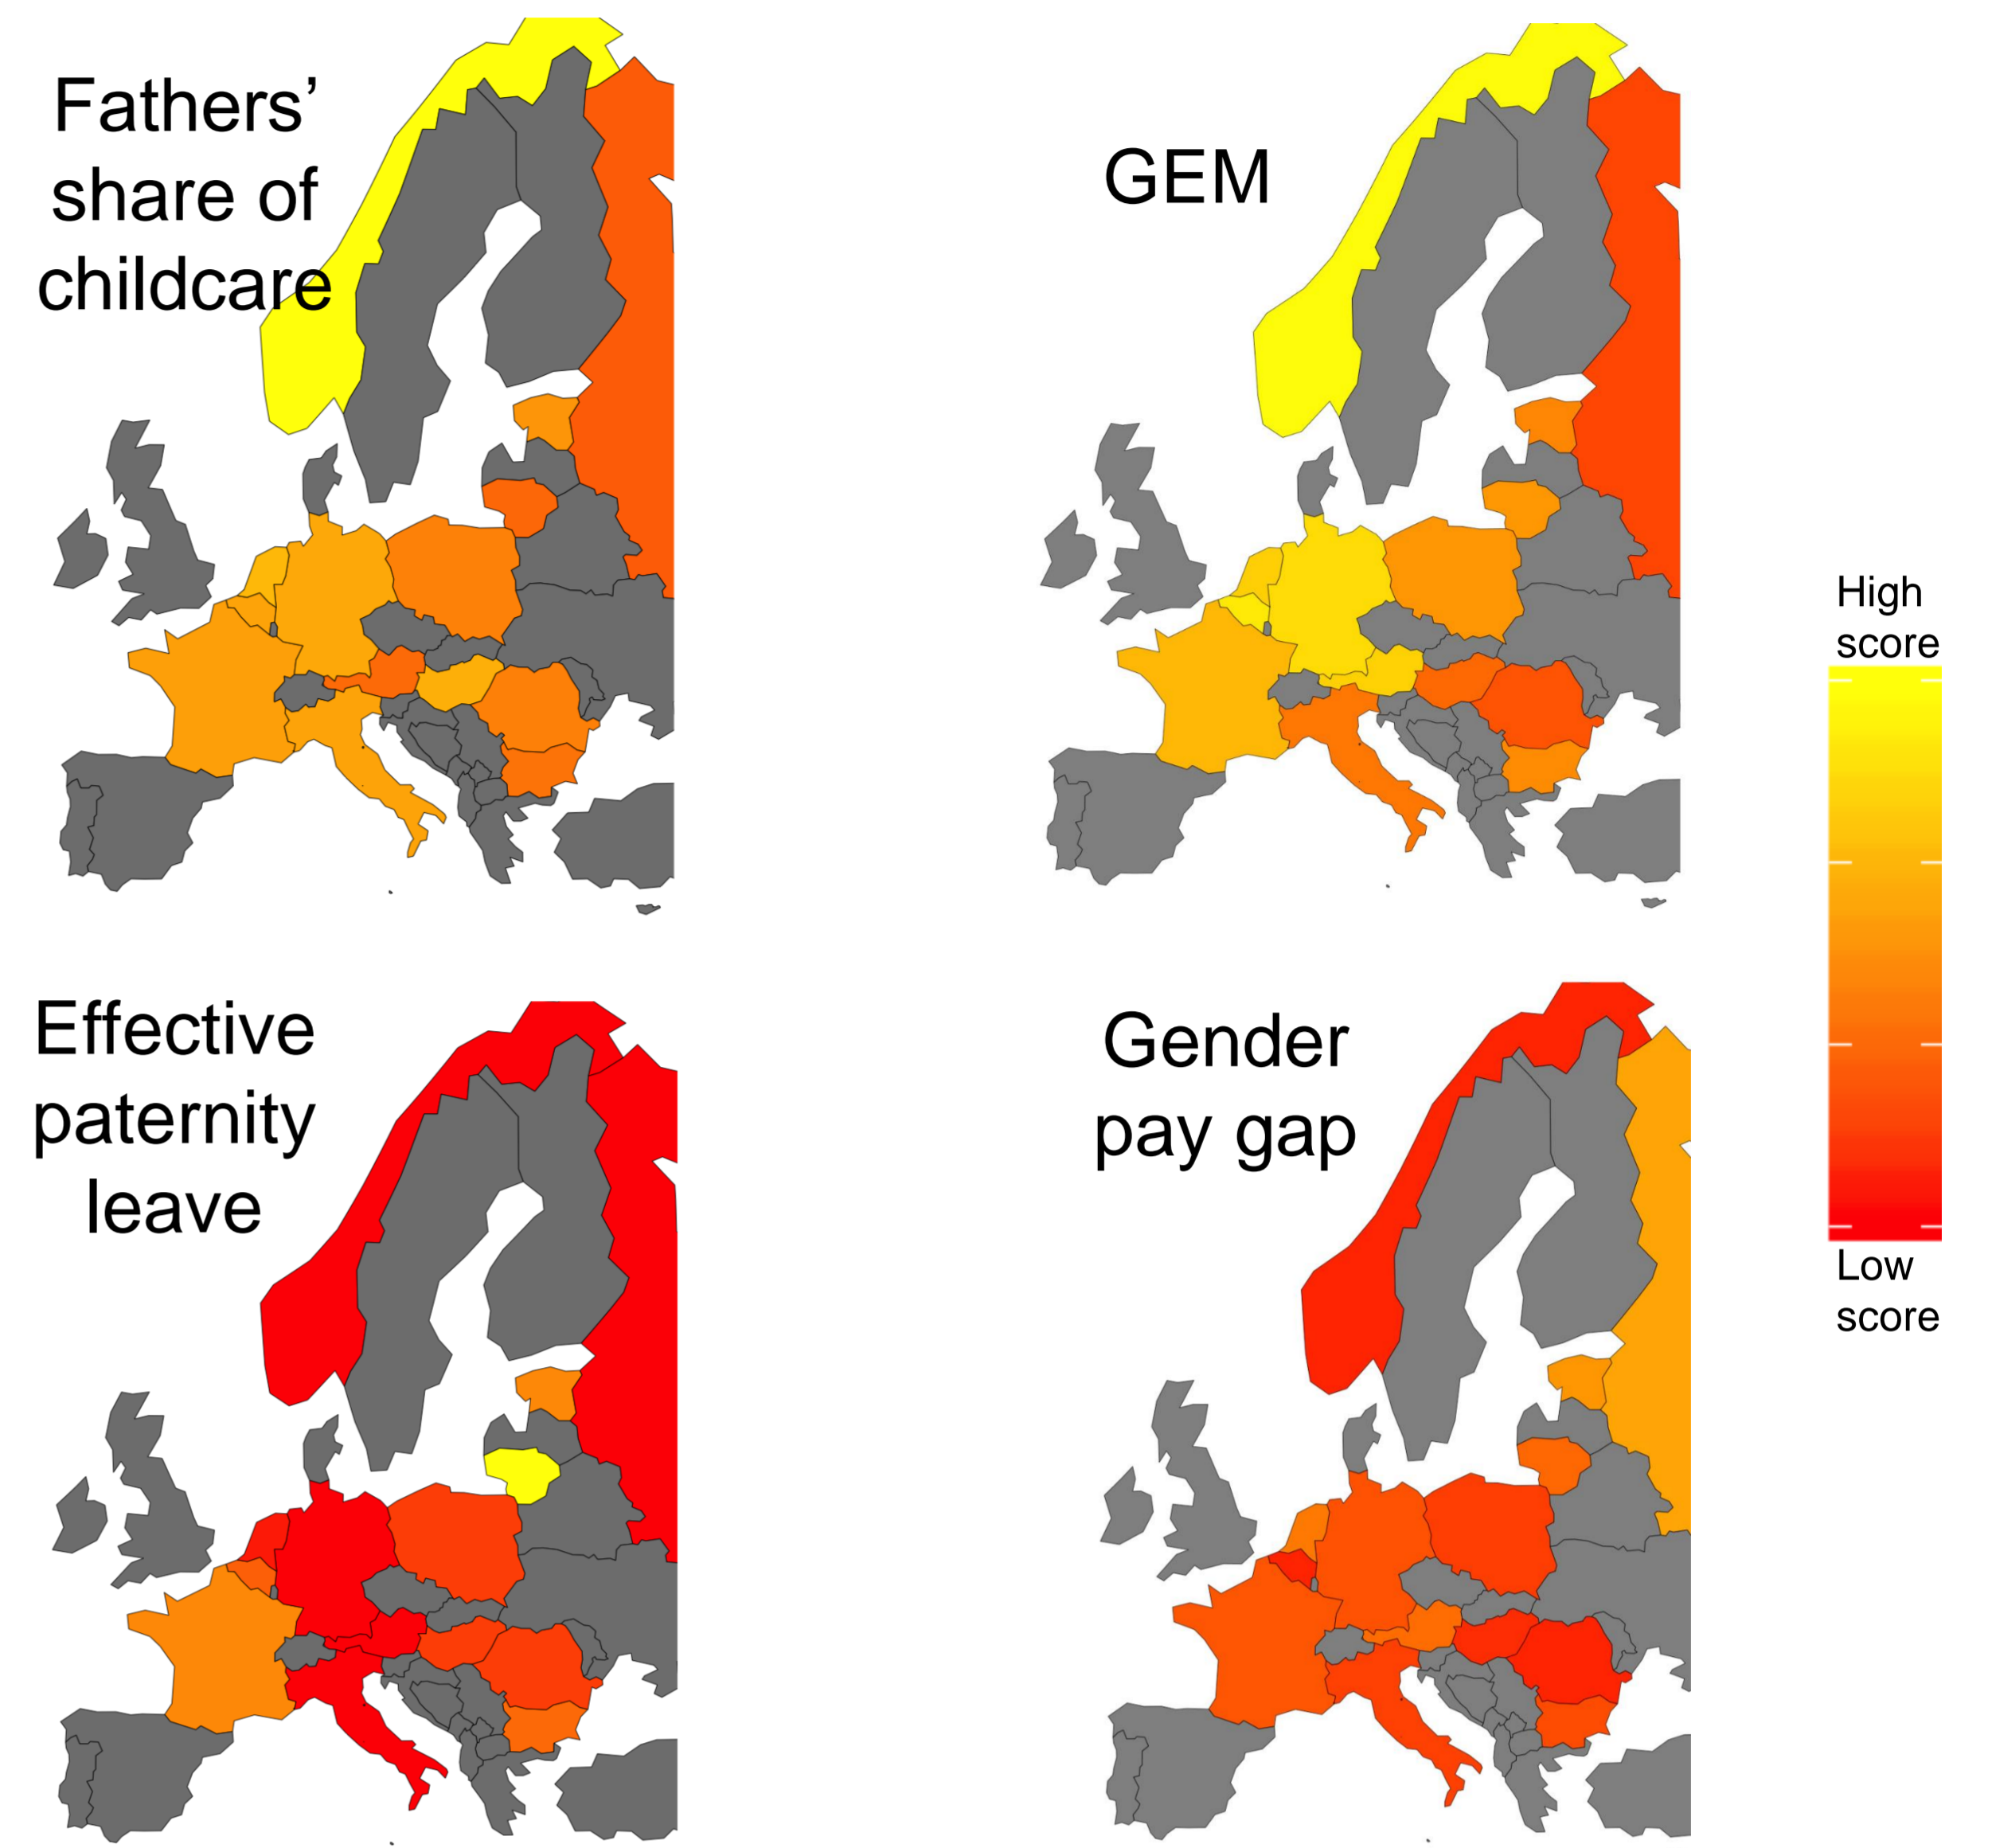 Fathers’
share of
childcare
GEM
High
score
Effective
paternity
leave
Gender
pay gap
Low
score